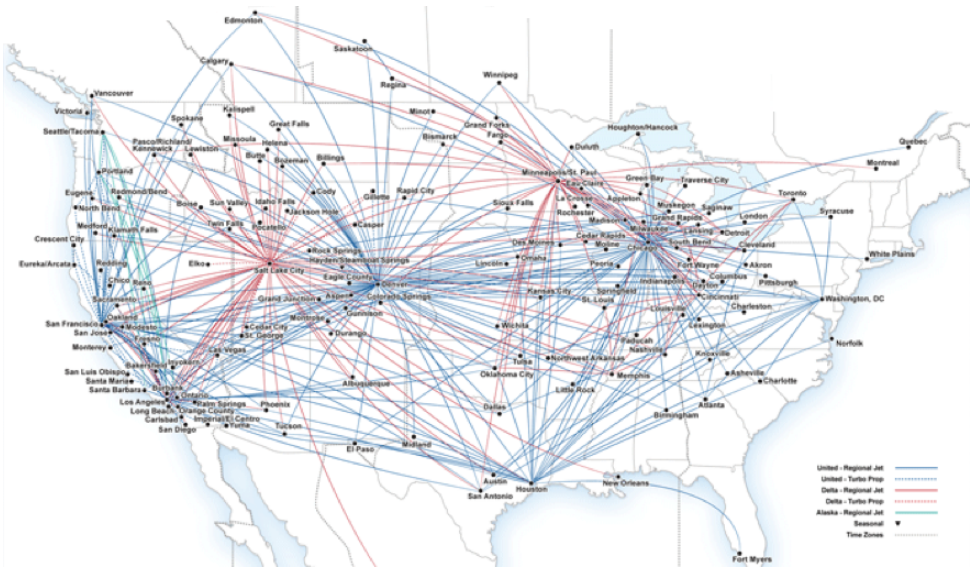 Edmonton
Saskatoon
Calgary
Winnipeg
Regina
Vancouver
Victoria
Seattle/Tacoma
Spokane
Kalispell
Minot
Grand Forks
Fargo
Bismarck
Houghton/Hancock
Duluth
Quebec
Montreal
Pasco/Richland/
Kennewick
Lewiston
Missoula
Great Falls
Helena
Butte
Bozeman
Billings
Portland
Minneapolis/St. Paul
Eau Claire
Green Bay
Traverse City
Toronto
Eugene
Redmond/Bend
North Bend
Boise
Sun Valley
Idaho Falls
Jackson Hole
Cody
Gillette
Rapid City
Sioux Falls
La Crosse
Rochester
Appleton
Muskegon
Saginaw
London
Syracuse
Medford
Klamath Falls
Twin Falls
Pocatello
Casper
Madison
Milwaukee
Grand Rapids
Lansing
Detroit
Crescent City
Eureka/Arcata
Redding
Elko
Salt Lake City
Rock Springs
Hayden/Steamboat Springs
Des Moines
Cedar Rapids
Moline
Chicago
South Bend
Cleveland
White Plains
Chico
Reno
Eagle County
Denver
Lincoln
Omaha
Peoria
Fort Wayne
Akron
Pittsburgh
Sacramento
Oakland
San Francisco
Modesto
San Jose
Fresno
Monterey
Grand Junction
Aspen
Colorado Springs
Gunnison
Montrose
Durango
Kansas City
Springfield
St. Louis
Indianapolis
Columbus
Dayton
Cincinnati
Charleston
Washington, DC
Louisville
Lexington
Norfolk
Cedar City
St. George
Las Vegas
Wichita
Paducah
Nashville
Knoxville
Bakersfield
Inyokern
San Luis Obispo
Santa Maria
Santa Barbara
Burbank
Ontario
Los Angeles
Palm Springs
Long Beach
Orange County
Carlsbad
San Diego
Imperial/El Centro
Yuma
Phoenix
Tucson
Albuquerque
Tulsa
Northwest Arkansas
Oklahoma City
Little Rock
Memphis
Asheville
Charlotte
Dallas
Birmingham
Atlanta
El Paso
Midland
Austin
San Antonio
Houston
New Orleans
Fort Myers
United - Regional Jet
United - Turbo Prop
Delta - Regional Jet
Delta - Turbo Prop
Alaska - Regional Jet
Seasonal
Time Zones